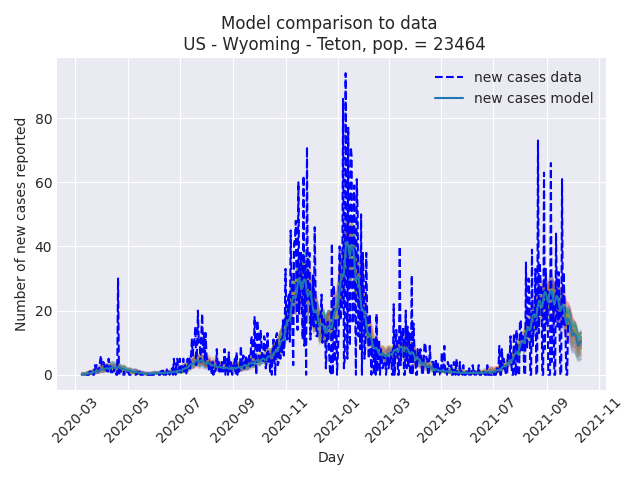 Model comparison to data
US - Wyoming - Teton, pop. = 23464
new cases data
new cases model
Number of new cases reported
80
60
40
20
0
2020-03
2020-05
2020-07
2020-09
2020-11
2021-01
2021-03
2021-05
2021-07
2021-09
2021-11
Day